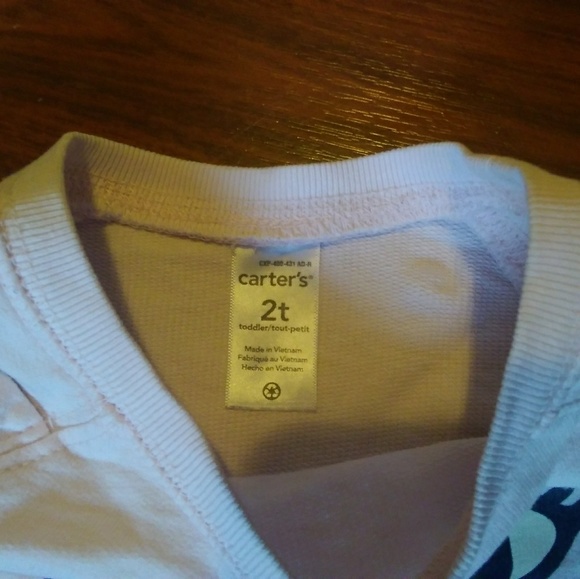 carter's®
2t
toddler/tout-petit
Made in Vietnam
Fabriqué au Vietnam
Hecho en Vietnam